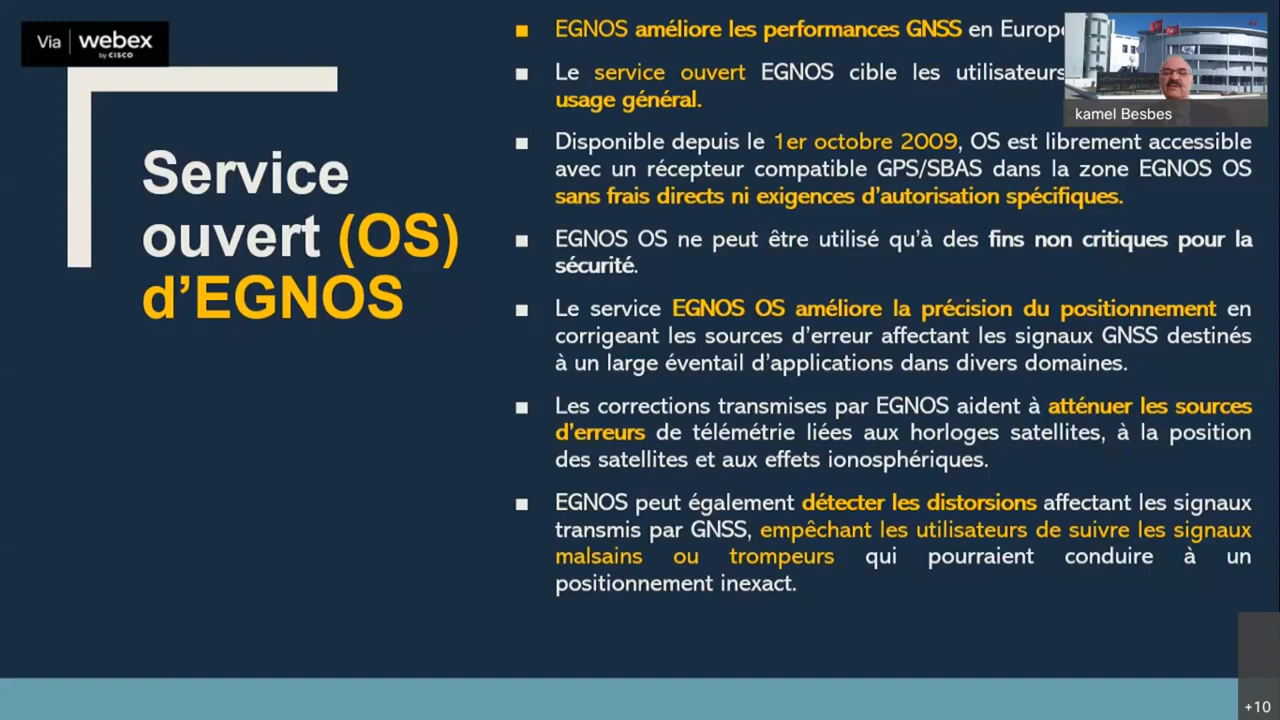 Via webex
by CISCO
Service
ouvert (OS)
d'EGNOS
EGNOS améliore les performances GNSS en Europe
Le service ouvert EGNOS cible les utilisateurs
usage général.
Disponible depuis le 1er octobre 2009, OS est librement accessible
avec un récepteur compatible GPS/SBAS dans la zone EGNOS OS
sans frais directs ni exigences d'autorisation spécifiques.
EGNOS OS ne peut être utilisé qu'à des fins non critiques pour la
sécurité.
Le service EGNOS OS améliore la précision du positionnement en
corrigeant les sources d'erreur affectant les signaux GNSS destinés
à un large éventail d'applications dans divers domaines.
Les corrections transmises par EGNOS aident à atténuer les sources
d'erreurs de télémétrie liées aux horloges satellites, à la position
des satellites et aux effets ionosphériques.
EGNOS peut également détecter les distorsions affectant les signaux
transmis par GNSS, empêchant les utilisateurs de suivre les signaux
malsains ou trompeurs qui pourraient conduire à un
positionnement inexact.
kamel Besbes
+10